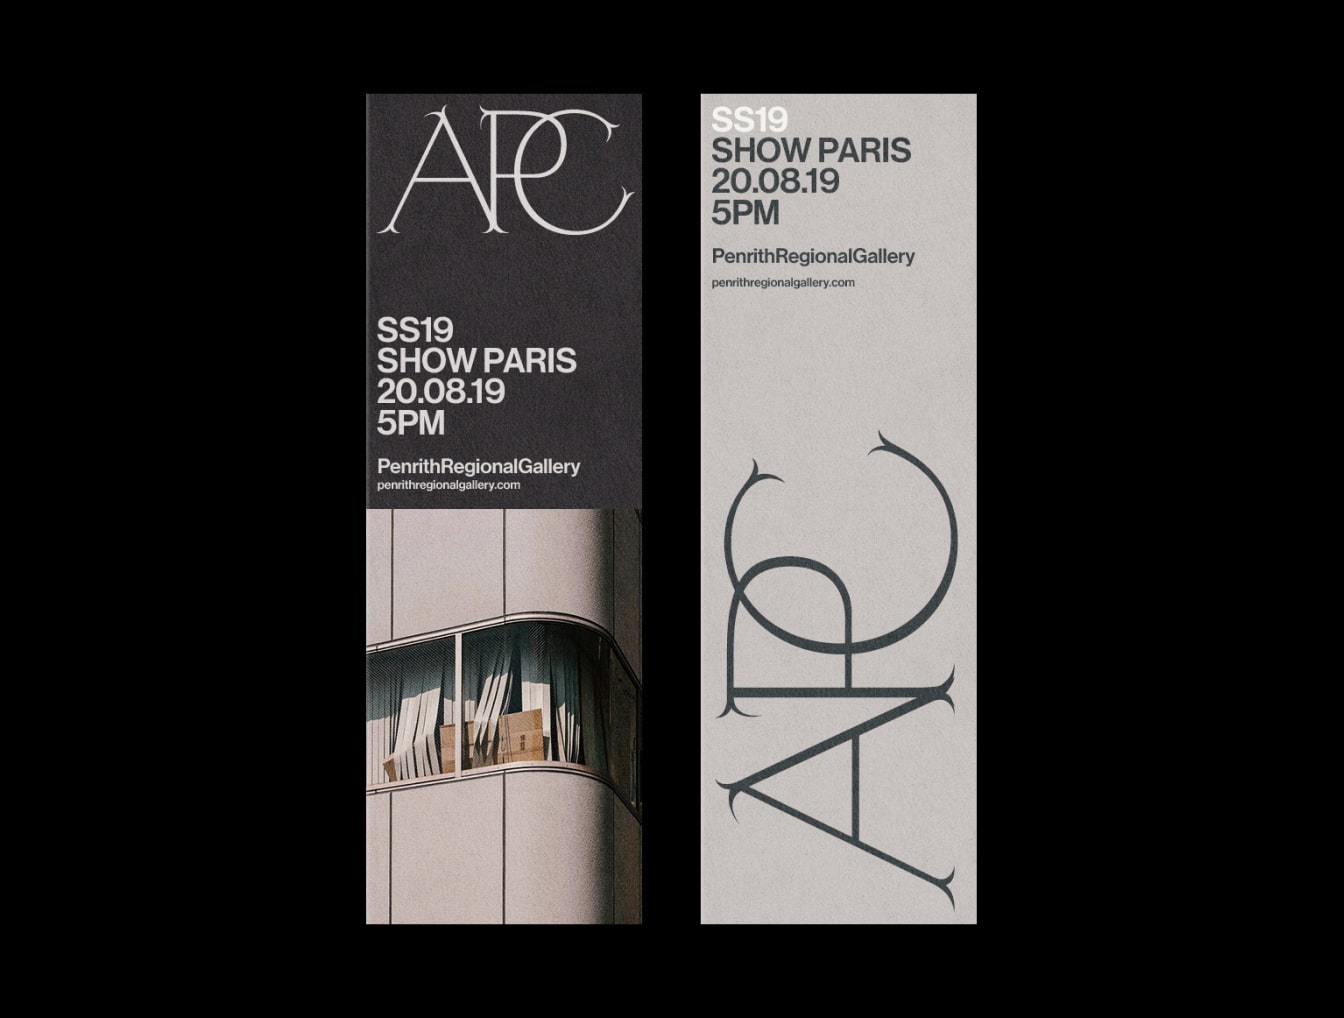 APC
SS19
SHOW PARIS
20.08.19
5PM
PenrithRegionalGallery
penrithregionalgallery.com
SS19
SHOW PARIS
20.08.19
5PM
PenrithRegionalGallery
penrithregionalgallery.com
APC